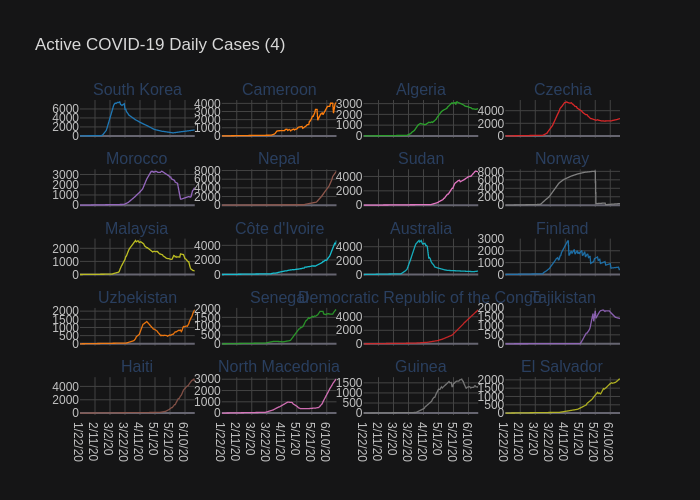 Active COVID-19 Daily Cases (4)
South Korea Cameroon Algeria Czechia
6000 4000 2000 0
4000 3000 2000 1000 0
3000 2000 1000 0
4000 2000 0
Morocco Nepal Sudan Norway
3000 2000 1000 0
8000 6000 4000 2000 0
4000 2000 0
8000 6000 4000 2000 0
Malaysia Côte d'Ivoire Australia Finland
2000 1000 0
4000 2000 0
4000 2000 0
3000 2000 1000 0
Uzbekistan Senegal Democratic Republic of the Congo Tajikistan
2000 1500 1000 500 0
2000 1500 1000 500 0
4000 2000 0
2000 1500 1000 500 0
Haiti North Macedonia Guinea El Salvador
4000 2000 0
3000 2000 1000 0
1500 1000 500 0
2000 1500 1000 500 0
1/22/20 2/11/20 3/2/20 3/22/20 4/11/20 5/1/20 5/21/20 6/10/20
1/22/20 2/11/20 3/2/20 3/22/20 4/11/20 5/1/20 5/21/20 6/10/20
1/22/20 2/11/20 3/2/20 3/22/20 4/11/20 5/1/20 5/21/20 6/10/20
1/22/20 2/11/20 3/2/20 3/22/20 4/11/20 5/1/20 5/21/20 6/10/20